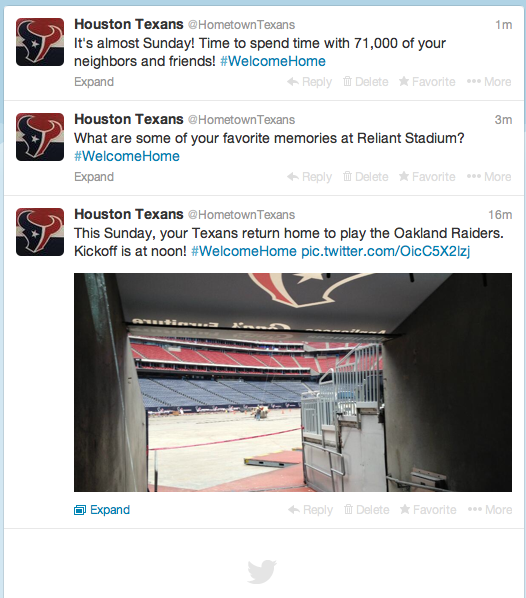 Houston Texans @HometownTexans 1m
It's almost Sunday! Time to spend time with 71,000 of your
neighbors and friends! #WelcomeHome
Expand Reply Delete Favorite ••• More
Houston Texans @HometownTexans 3m
What are some of your favorite memories at Reliant Stadium?
#WelcomeHome
Expand Reply Delete Favorite ••• More
Houston Texans @HometownTexans 16m
This Sunday, your Texans return home to play the Oakland Raiders.
Kickoff is at noon! #WelcomeHome pic.twitter.com/OicC5X2lzj
Expand Reply Delete Favorite ••• More